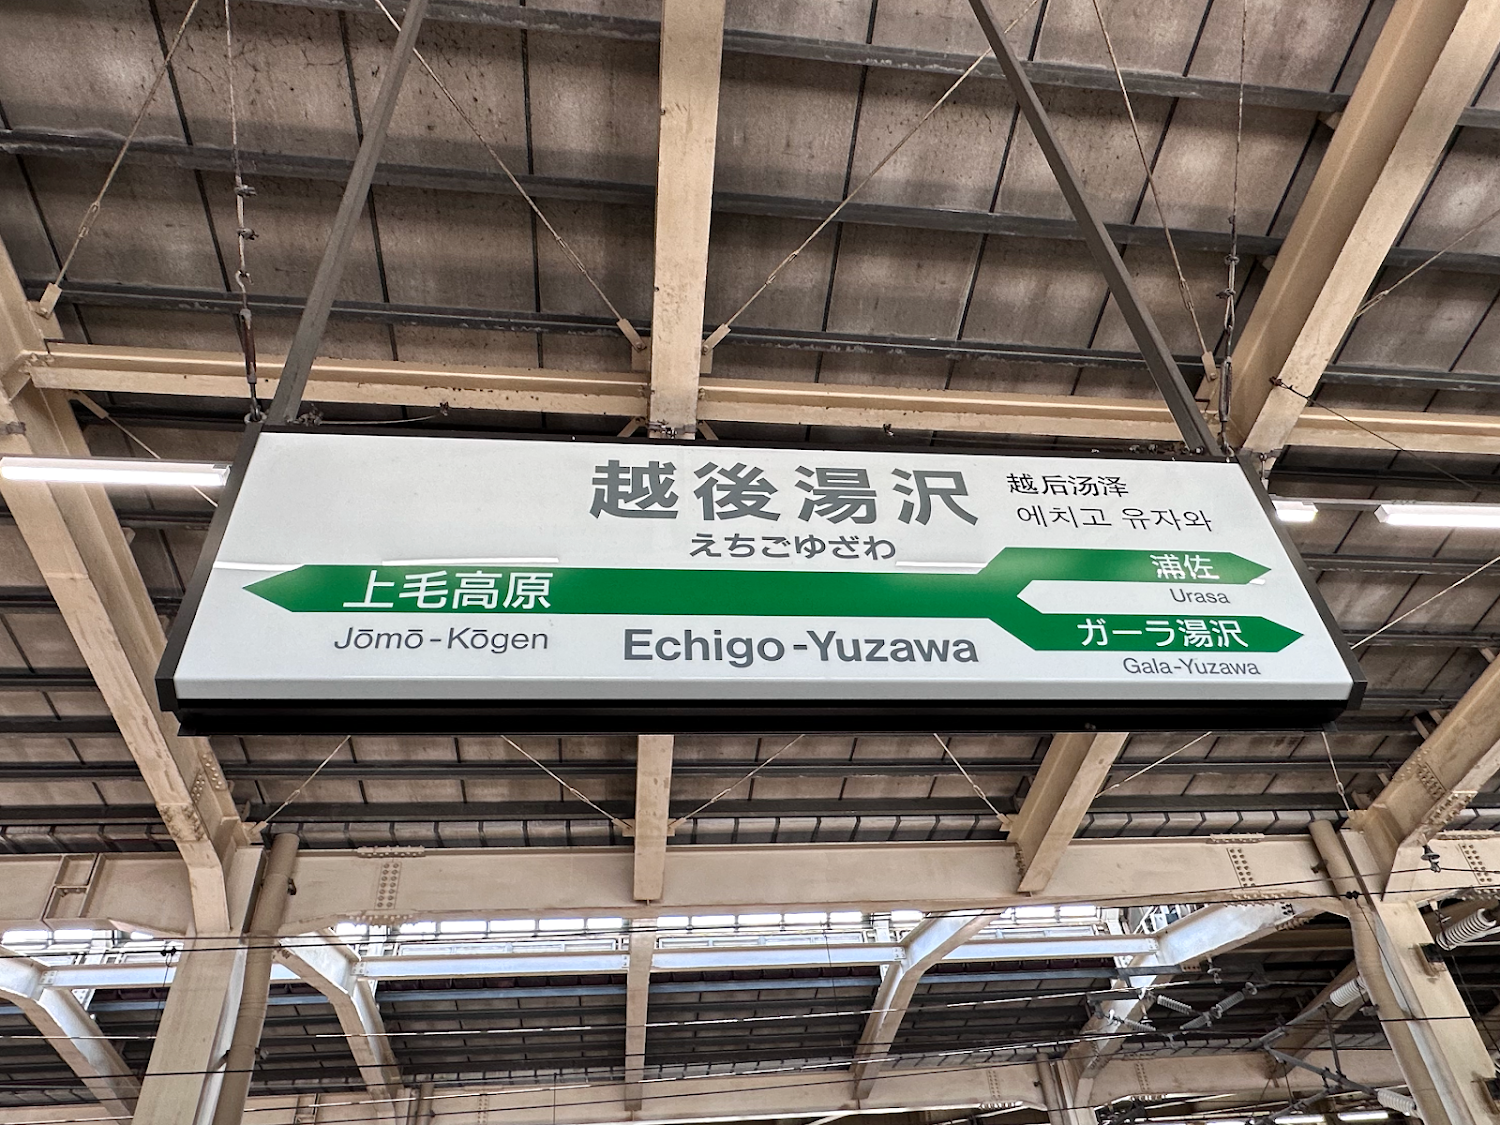 越後湯沢
えちごゆざわ
越后汤泽
에치고 유자와
上毛高原
Jōmō-Kōgen
Echigo-Yuzawa
浦佐
Urasa
ガーラ湯沢
Gala-Yuzawa